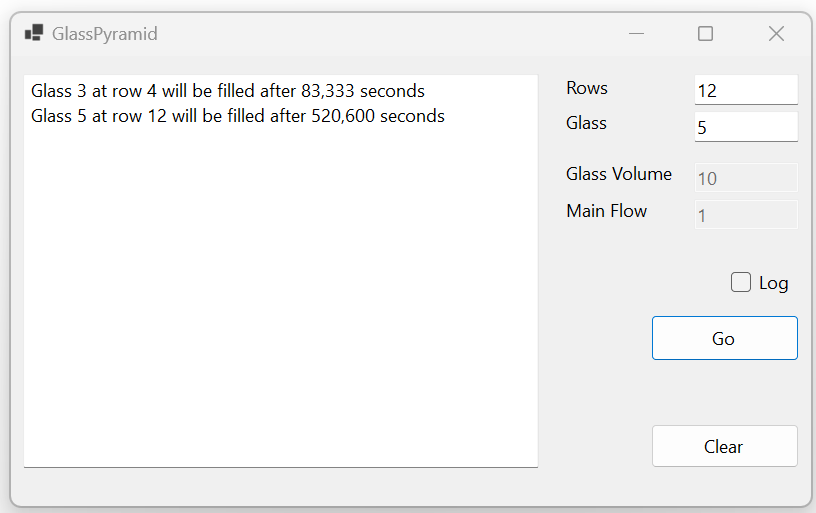 GlassPyramid
Glass 3 at row 4 will be filled after 83,333 seconds
Glass 5 at row 12 will be filled after 520,600 seconds
Rows 12
Glass 5
Glass Volume 10
Main Flow 1
Log
Go
Clear